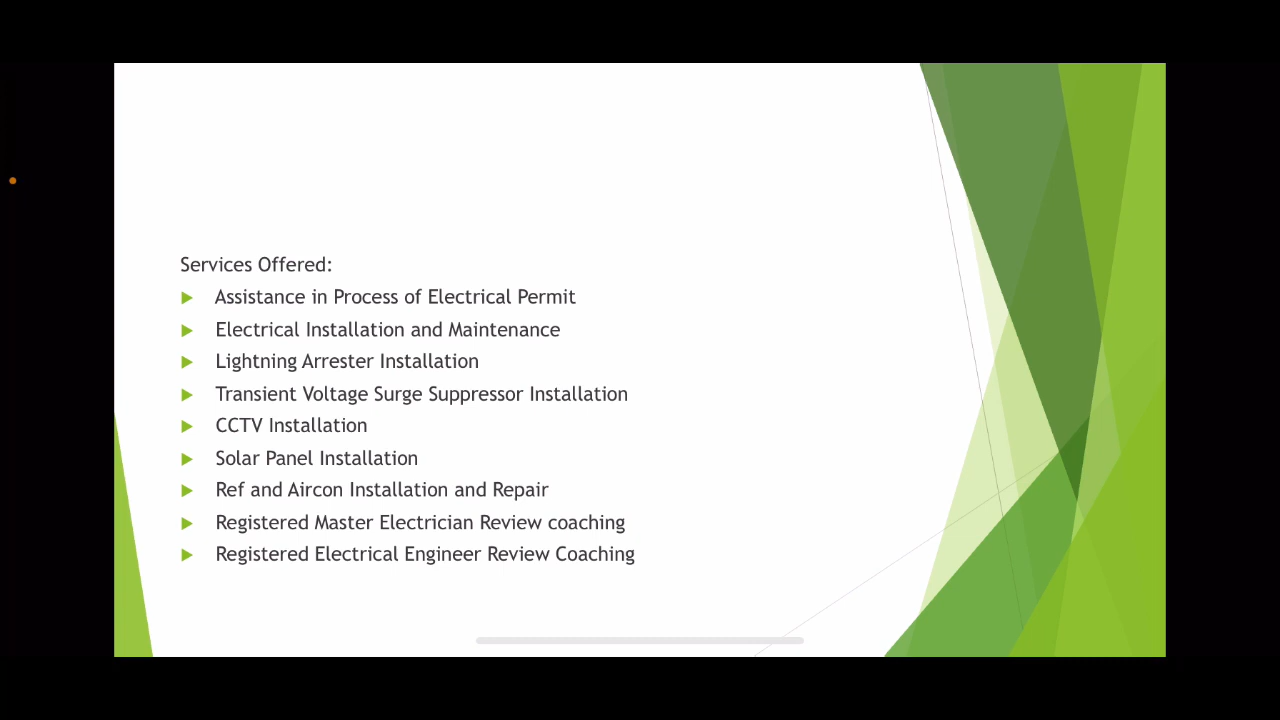 Services Offered:
Assistance in Process of Electrical Permit
Electrical Installation and Maintenance
Lightning Arrester Installation
Transient Voltage Surge Suppressor Installation
CCTV Installation
Solar Panel Installation
Ref and Aircon Installation and Repair
Registered Master Electrician Review coaching
Registered Electrical Engineer Review Coaching